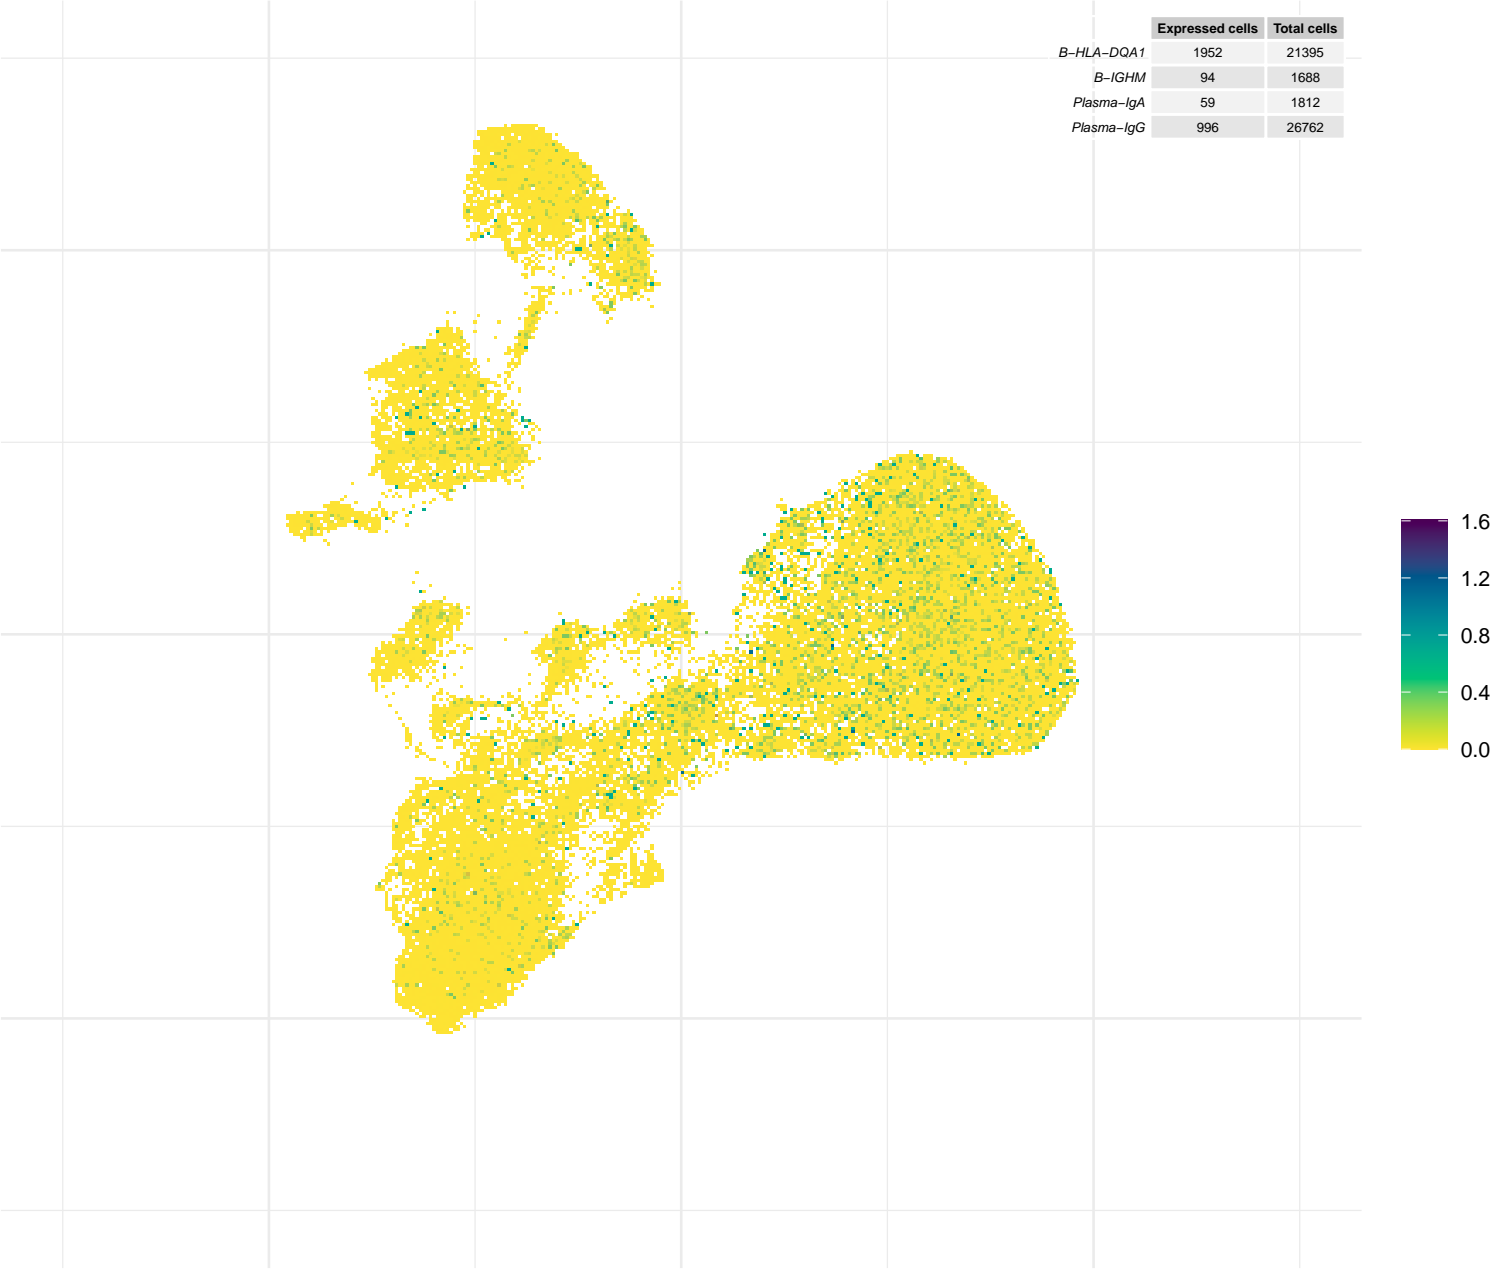 Expressed cells Total cells
B−HLA−DQA1 1952 21395
B−IGHM 94 1688
Plasma−IgA 59 1812
Plasma−IgG 996 26762
1.6
1.2
0.8
0.4
0.0